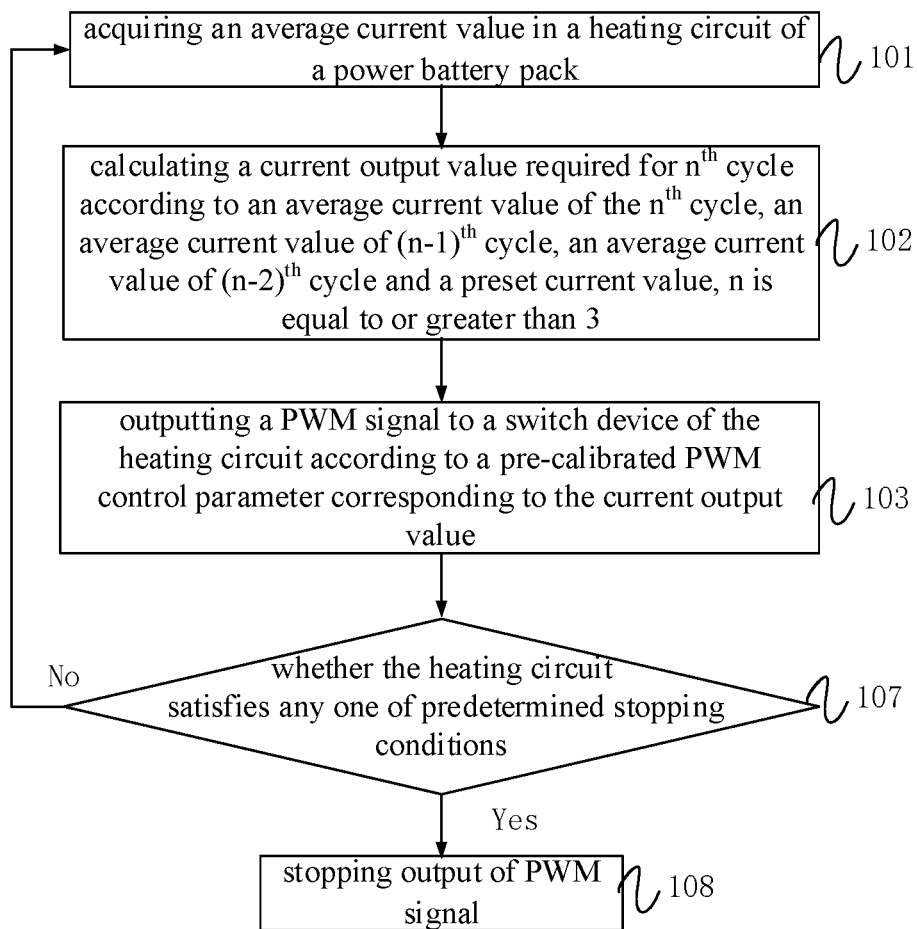 acquiring an average current value in a heating circuit of
a power battery pack
101
calculating a current output value required for nth cycle
according to an average current value of the nth cycle, an
average current value of (n-1)th cycle, an average current
value of (n-2)th cycle and a preset current value, n is
equal to or greater than 3
102
outputting a PWM signal to a switch device of the
heating circuit according to a pre-calibrated PWM
control parameter corresponding to the current output
value
103
whether the heating circuit
satisfies any one of predetermined stopping
conditions
107
No
Yes
stopping output of PWM
signal
108